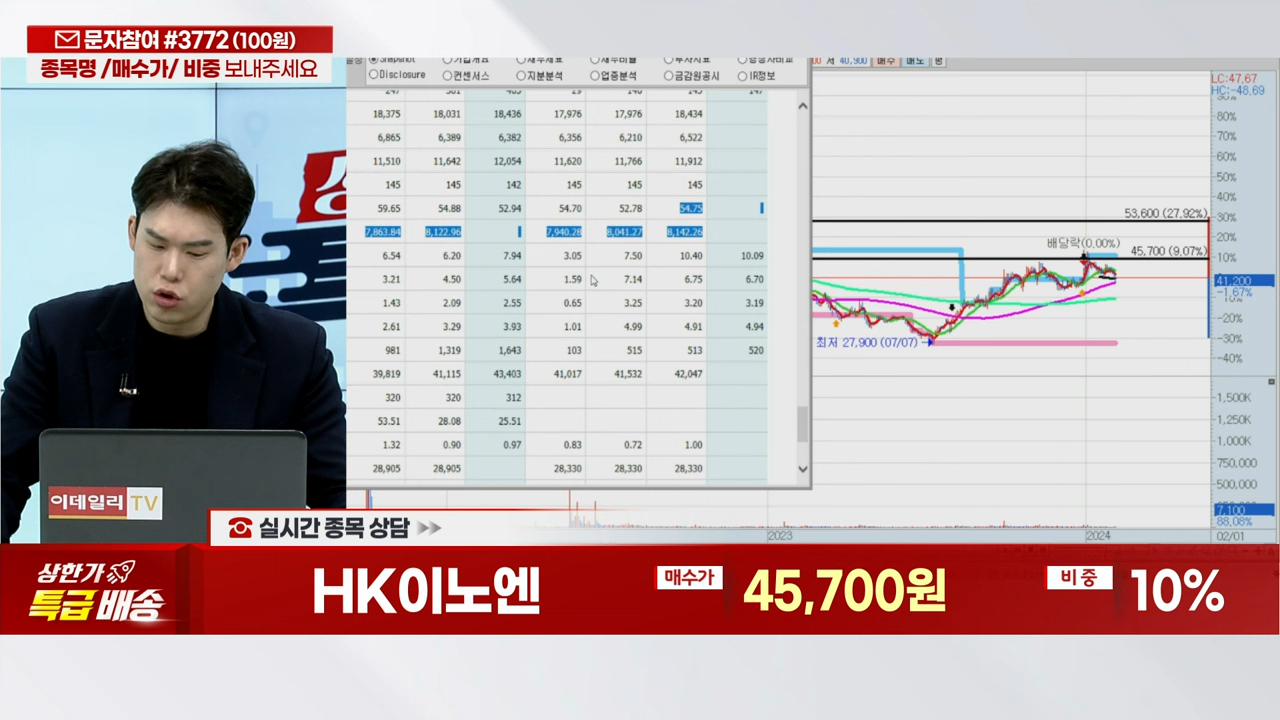 문자참여 #3772 (100원)
종목명 /매수가/ 비중 보내주세요
Snapshot
Disclosure 컨센서스 지분분석 업종분석 금감원공시 IR정보
18,375 18,031 18,436 17,976 17,976 18,434
6,865 6,389 6,382 6,356 6,210 6,522
11,510 11,642 12,054 11,620 11,766 11,912
145 145 142 145 145 145
59.65 54.88 52.94 54.70 52.78 54.75
7,863.84 8,122.96 7,940.28 8,041.27 8,142.26
6.54 6.20 7.94 3.05 7.50 10.40 10.09
3.21 4.50 5.64 1.59 7.14 6.75 6.70
1.43 2.09 2.55 0.65 3.25 3.20 3.19
2.61 3.29 3.93 1.01 4.99 4.91 4.94
981 1,319 1,643 103 515 513 520
39,819 41,115 43,403 41,017 41,532 42,047
320 320 312
53.51 28.08 25.51
1.32 0.90 0.97 0.83 0.72 1.00
28,905 28,905 28,330 28,330 28,330
저 40,900 매수 매도
LC:47.67
HC:-48.69
80%
70%
60%
50%
40%
53,600 (27.92%) 30%
20%
배당락(0.00%)
45,700 (9.07%) 10%
41,200
-1.67%
-10%
-20%
최저 27,900 (07/07) -30%
-40%
1,500K
1,250K
1,000K
750,000
500,000
7,100
88.08%
2023 2024 02/01
이데일리 TV
실시간 종목 상담
상한가
특급 배송
HK이노엔 매수가 45,700원 비중 10%